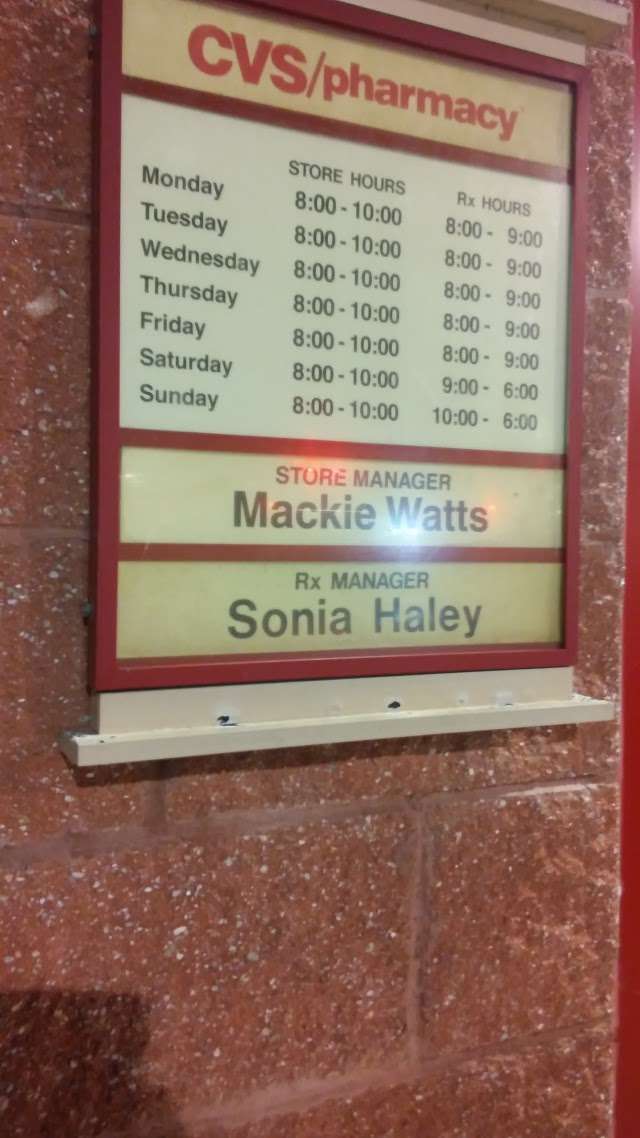 CVS/pharmacy
STORE HOURS Rx HOURS
Monday 8:00 - 10:00 8:00 - 9:00
Tuesday 8:00 - 10:00 8:00 - 9:00
Wednesday 8:00 - 10:00 8:00 - 9:00
Thursday 8:00 - 10:00 8:00 - 9:00
Friday 8:00 - 10:00 8:00 - 9:00
Saturday 8:00 - 10:00 9:00 - 6:00
Sunday 8:00 - 10:00 10:00 - 6:00
STORE MANAGER
Mackie Watts
Rx MANAGER
Sonia Haley